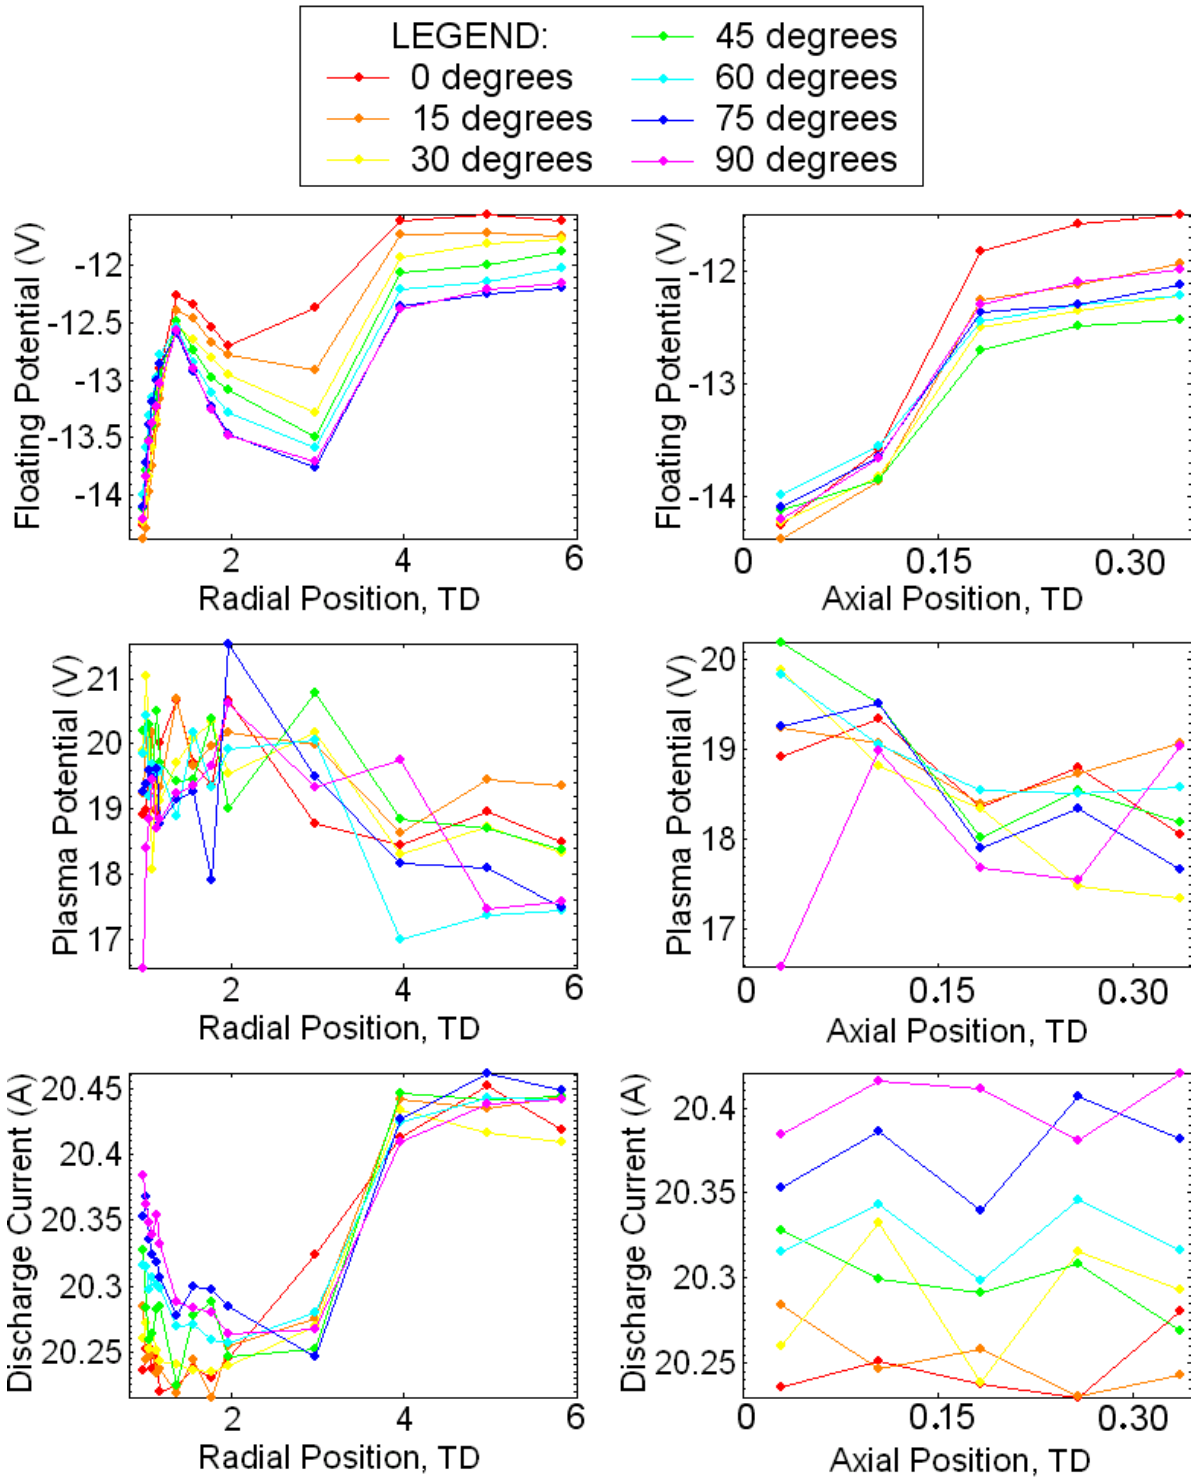 LEGEND:
0 degrees
15 degrees
30 degrees
45 degrees
60 degrees
75 degrees
90 degrees
Floating Potential (V)
-12
-12.5
-13
-13.5
-14
2
4
6
Radial Position, TD
Floating Potential (V)
-12
-13
-14
0
0.15
0.30
Axial Position, TD
Plasma Potential (V)
21
20
19
18
17
2
4
6
Radial Position, TD
Plasma Potential (V)
20
19
18
17
0
0.15
0.30
Axial Position, TD
Discharge Current (A)
20.45
20.4
20.35
20.3
20.25
2
4
6
Radial Position, TD
Discharge Current (A)
20.4
20.35
20.3
20.25
0
0.15
0.30
Axial Position, TD